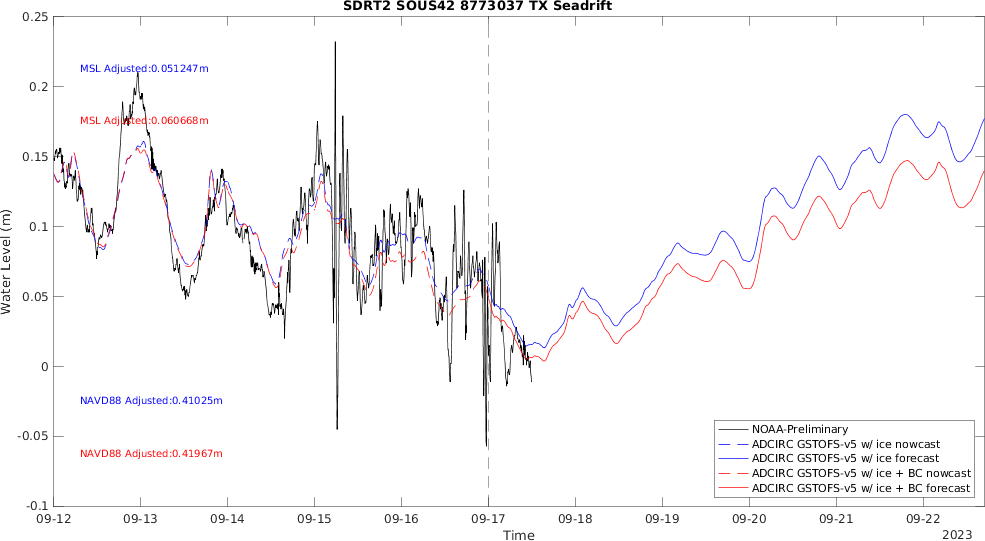 SDRT2 SOUS42 8773037 TX Seadrift
0.25
0.2
0.15
0.1
0.05
0
-0.05
-0.1
Water Level (m)
MSL Adjusted:0.051247m
MSL Adjusted:0.060668m
NAVD88 Adjusted:0.41025m
NAVD88 Adjusted:0.41967m
NOAA-Preliminary
ADCIRC GSTOFS-v5 w/ ice nowcast
ADCIRC GSTOFS-v5 w/ ice forecast
ADCIRC GSTOFS-v5 w/ ice + BC nowcast
ADCIRC GSTOFS-v5 w/ ice + BC forecast
09-12 09-13 09-14 09-15 09-16 09-17 09-18 09-19 09-20 09-21 09-22
Time
2023